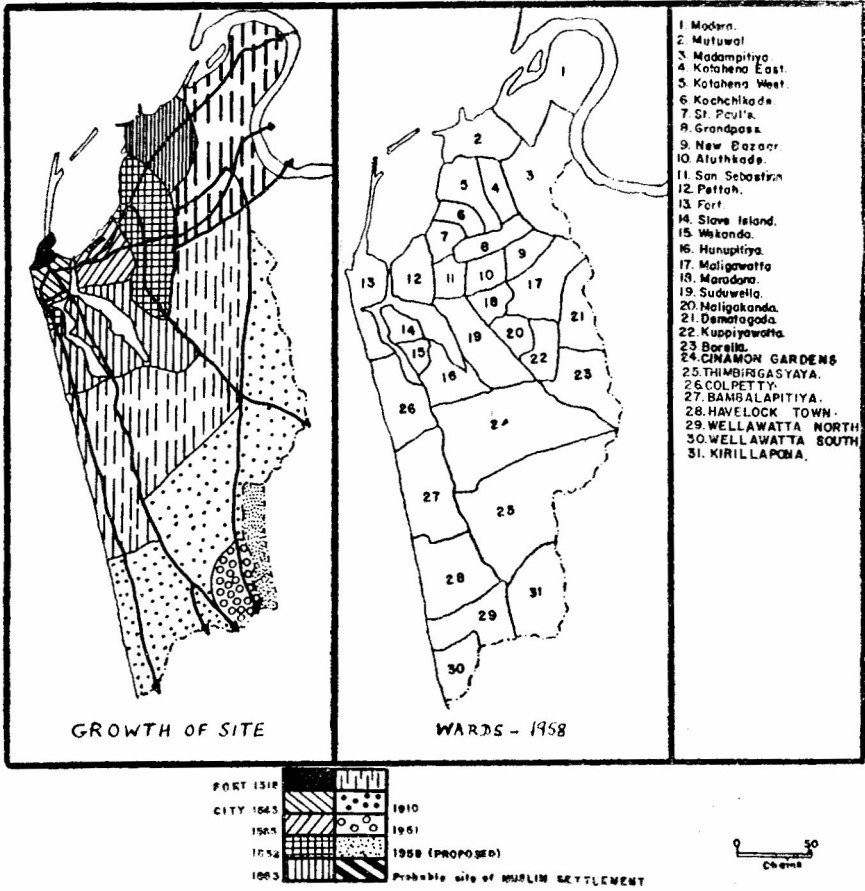 GROWTH OF SITE
13
12
11
10
9
8
7
6
5
4
3
2
1
14
15
16
17
18
19
20
21
22
23
24
25
26
27
28
29
30
31
WARDS - 1958
1 Modara.
2. Mutuwal
3. Madampitiya.
4. Kotahena East.
5. Kotahena West.
6. Kochchikade.
7. St. Paul's.
8. Grandpass.
9. New Bazaar.
10. Aluthkade.
11. San Sebastian
12. Pettah.
13. Fort.
14. Slave Island.
15. Wekanda.
16. Hunupitiya.
17. Maligawatta
18. Maradana.
19. Suduwella.
20. Maligakanda.
21. Dematagoda.
22. Kuppiyawatta.
23 Borella.
24. CINAMON GARDENS
25. THIMBIRIGASYAYA.
26. COLPETTY.
27. BAMBALAPITIYA.
28. HAVELOCK TOWN.
29. WELLAWATTA NORTH
30. WELLAWATTA SOUTH
31. KIRILLAPONA.
FORT 1518
CITY
1910
1961
1958 (PROPOSED)
1883
Probable site of MUSLIM SETTLEMENT
0 50
Chains